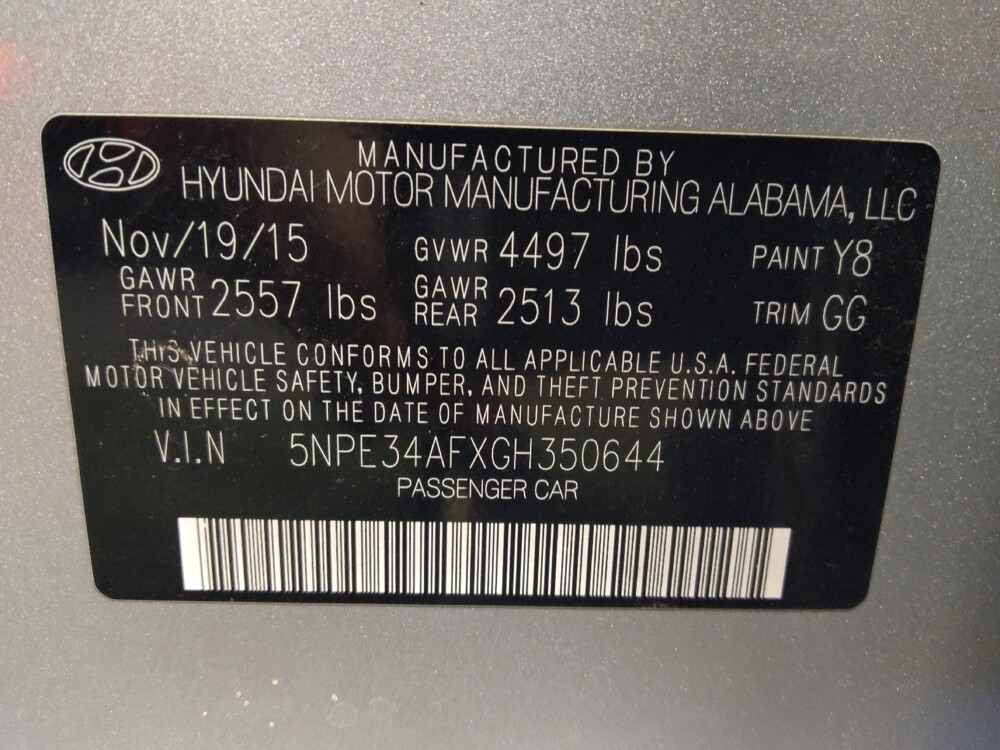 MANUFACTURED BY
HYUNDAI MOTOR MANUFACTURING ALABAMA, LLC
Nov/19/15 GVWR 4497 lbs PAINT Y8
GAWR FRONT 2557 lbs GAWR REAR 2513 lbs TRIM GG
THIS VEHICLE CONFORMS TO ALL APPLICABLE U.S.A. FEDERAL
MOTOR VEHICLE SAFETY, BUMPER, AND THEFT PREVENTION STANDARDS
IN EFFECT ON THE DATE OF MANUFACTURE SHOWN ABOVE
V.I.N 5NPE34AFXGH350644
PASSENGER CAR